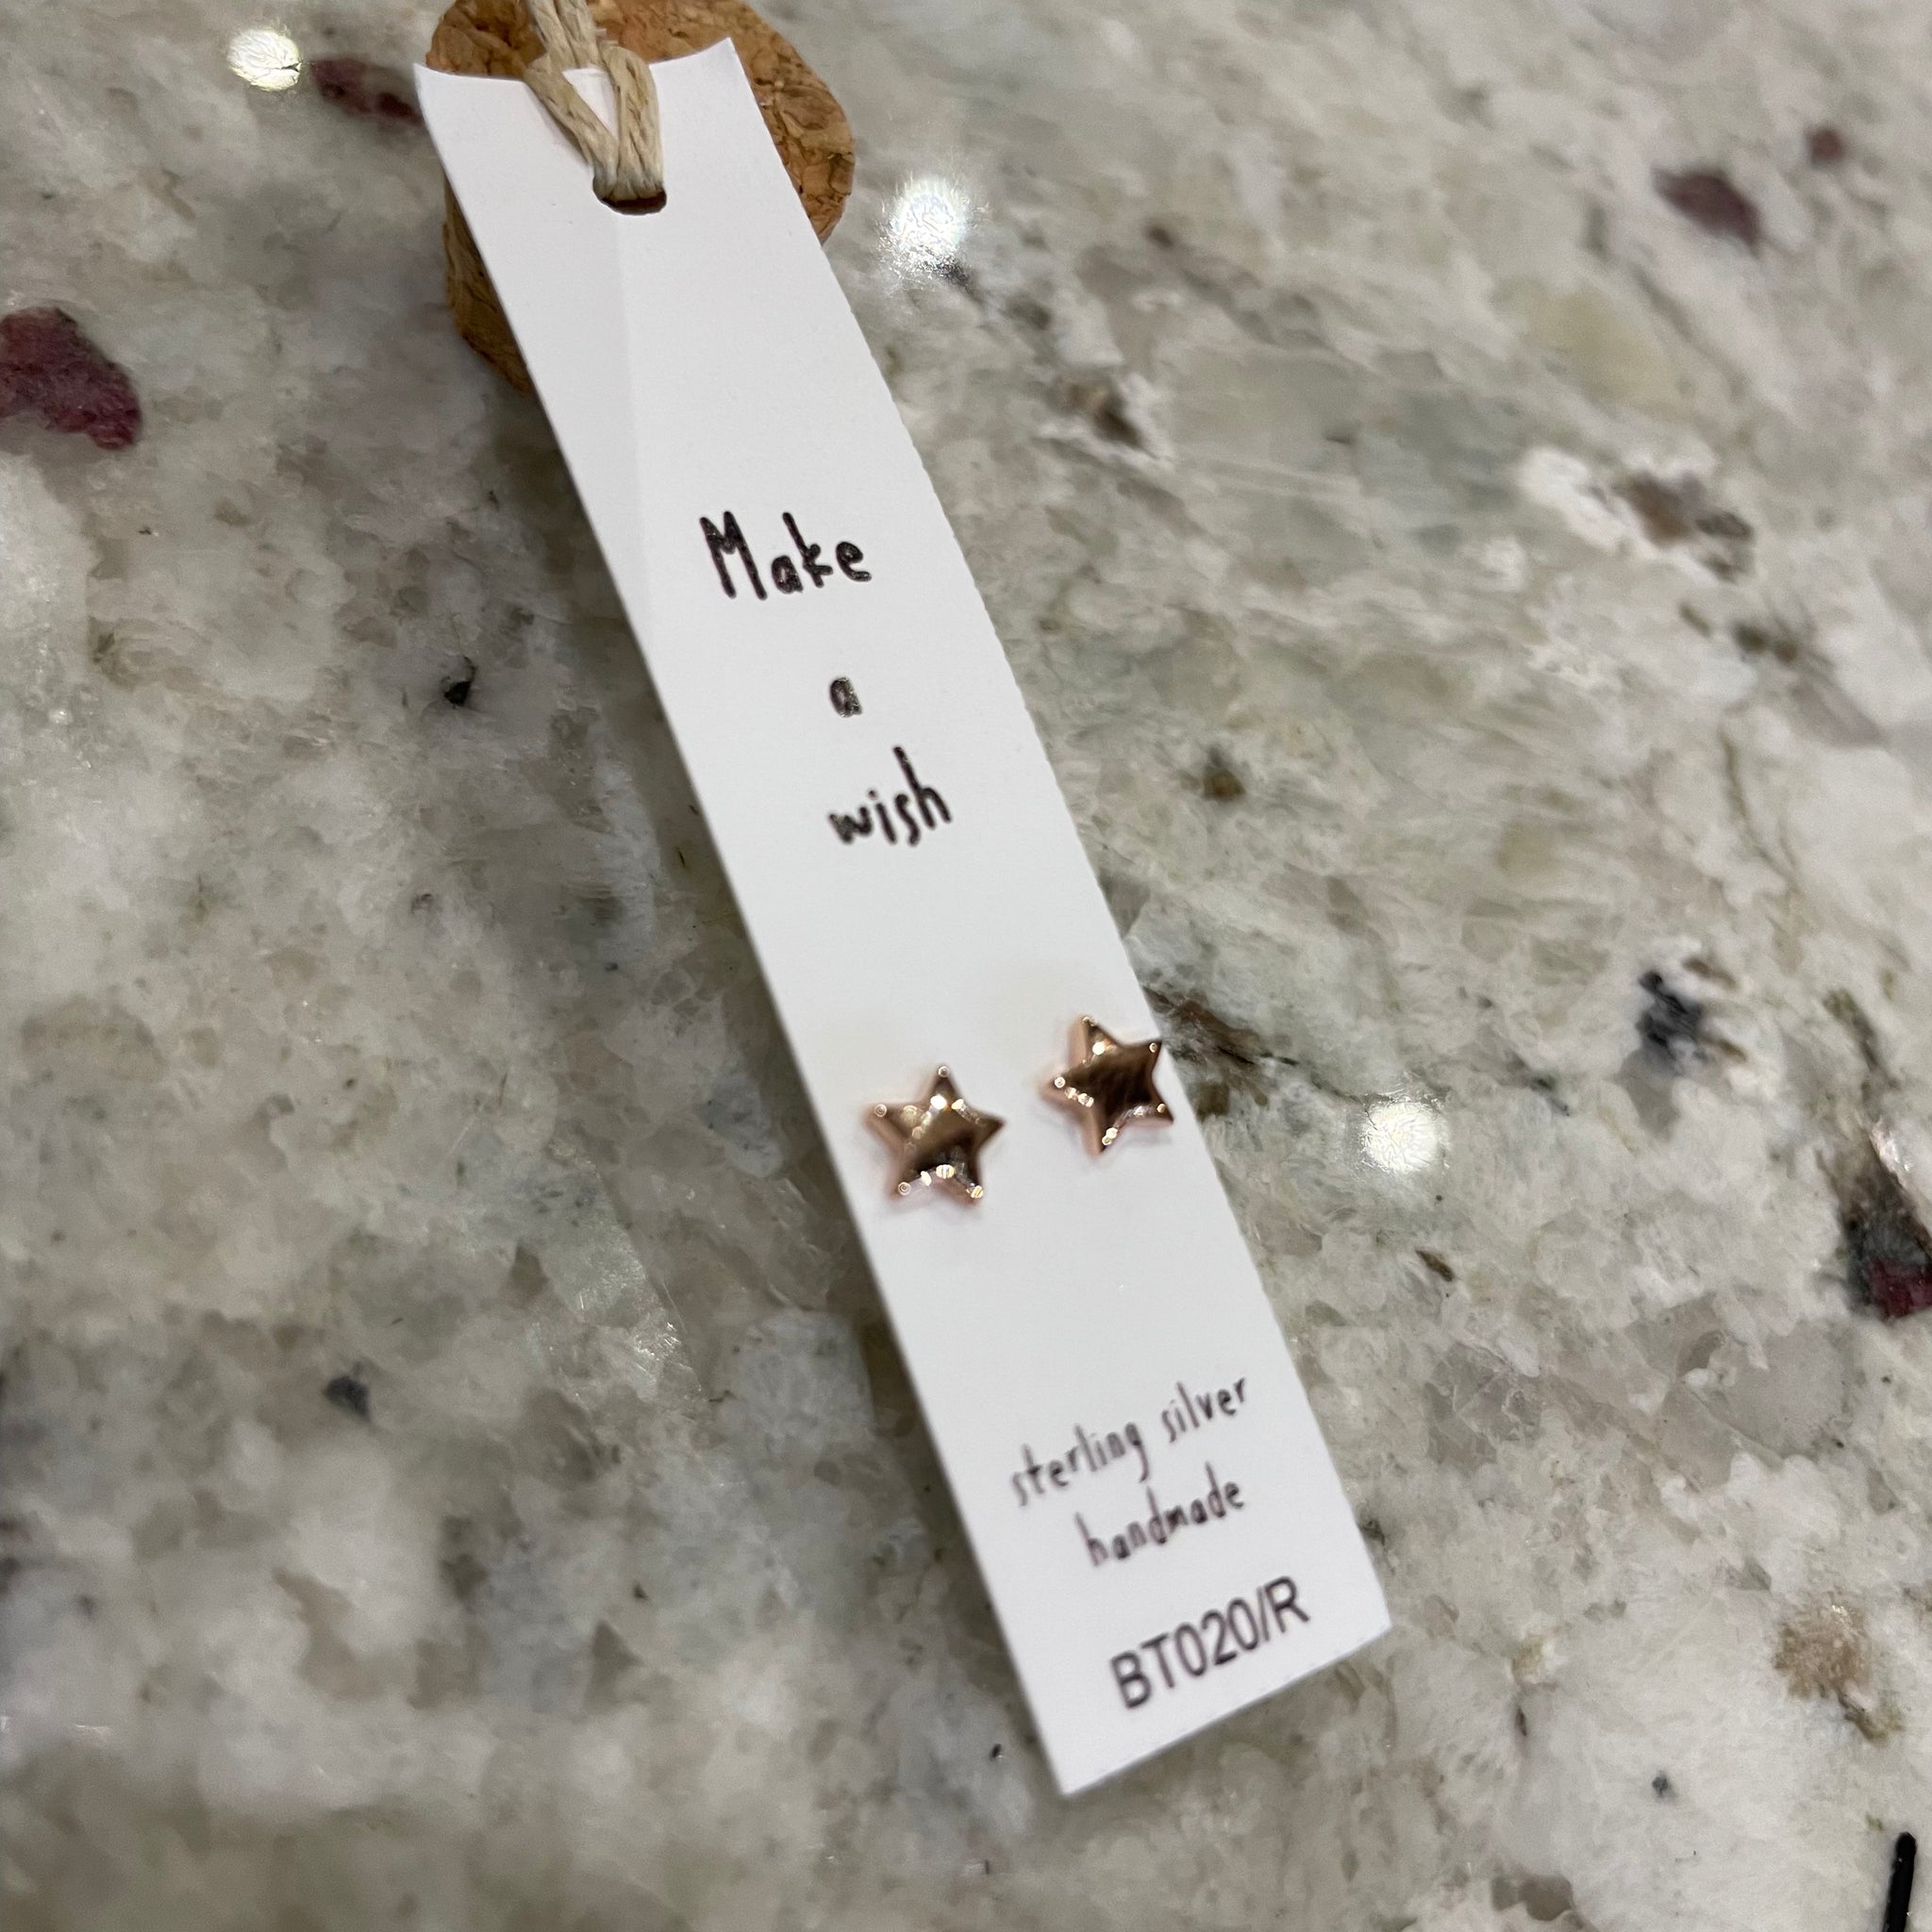 Make
a
wish
sterling silver
handmade
BT020/R